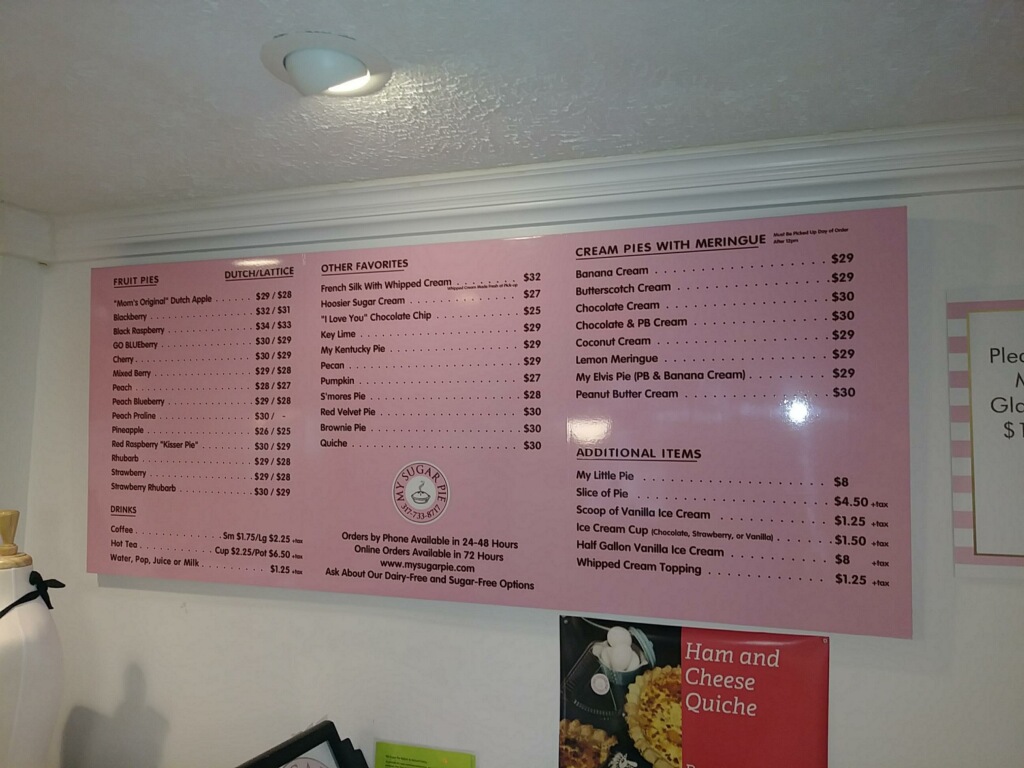 FRUIT PIES DUTCH/LATTICE
"Mom's Original" Dutch Apple . . . . . . $29 / $28
Blackberry . . . . . . . . . . . . . . . . $32 / $31
Black Raspberry . . . . . . . . . . . . . $34 / $33
GO BLUEberry . . . . . . . . . . . . . . $30 / $29
Cherry . . . . . . . . . . . . . . . . . . $30 / $29
Mixed Berry . . . . . . . . . . . . . . . $29 / $28
Peach . . . . . . . . . . . . . . . . . . $28 / $27
Peach Blueberry . . . . . . . . . . . . . $29 / $28
Peach Praline . . . . . . . . . . . . . . $30 / -
Pineapple . . . . . . . . . . . . . . . . $26 / $25
Red Raspberry "Kisser Pie" . . . . . . . $30 / $29
Rhubarb . . . . . . . . . . . . . . . . . $29 / $28
Strawberry . . . . . . . . . . . . . . . . $29 / $28
Strawberry Rhubarb . . . . . . . . . . . $30 / $29
DRINKS
Coffee . . . . . . . . . . . . Sm $1.75/Lg $2.25 +tax
Hot Tea . . . . . . . . . . Cup $2.25/Pot $6.50 +tax
Water, Pop, Juice or Milk . . . . . . . . . $1.25 +tax
OTHER FAVORITES
French Silk With Whipped Cream . . . . . . . $32
Whipped Cream Made Fresh at Pick-up
Hoosier Sugar Cream . . . . . . . . . . . . $27
"I Love You" Chocolate Chip . . . . . . . . . $25
Key Lime . . . . . . . . . . . . . . . . . . $29
My Kentucky Pie . . . . . . . . . . . . . . $29
Pecan . . . . . . . . . . . . . . . . . . . $29
Pumpkin . . . . . . . . . . . . . . . . . . $27
S'mores Pie . . . . . . . . . . . . . . . . $28
Red Velvet Pie . . . . . . . . . . . . . . . $30
Brownie Pie . . . . . . . . . . . . . . . . $30
Quiche . . . . . . . . . . . . . . . . . . $30
MY SUGAR PIE
317-733-8717
Orders by Phone Available in 24-48 Hours
Online Orders Available in 72 Hours
www.mysugarpie.com
Ask About Our Dairy-Free and Sugar-Free Options
CREAM PIES WITH MERINGUE Must Be Picked Up Day of Order
After 12pm
Banana Cream . . . . . . . . . . . . . . . . $29
Butterscotch Cream . . . . . . . . . . . . . $29
Chocolate Cream . . . . . . . . . . . . . . $30
Chocolate & PB Cream . . . . . . . . . . . . $30
Coconut Cream . . . . . . . . . . . . . . . $29
Lemon Meringue . . . . . . . . . . . . . . . $29
My Elvis Pie (PB & Banana Cream) . . . . . . . $29
Peanut Butter Cream . . . . . . . . . . . . . $30
ADDITIONAL ITEMS
My Little Pie . . . . . . . . . . . . . . . . $8
Slice of Pie . . . . . . . . . . . . . . . . $4.50 +tax
Scoop of Vanilla Ice Cream . . . . . . . . . $1.25 +tax
Ice Cream Cup (Chocolate, Strawberry, or Vanilla) . . . . . $1.50 +tax
Half Gallon Vanilla Ice Cream . . . . . . . . $8 +tax
Whipped Cream Topping . . . . . . . . . . . $1.25 +tax
Ham and
Cheese
Quiche